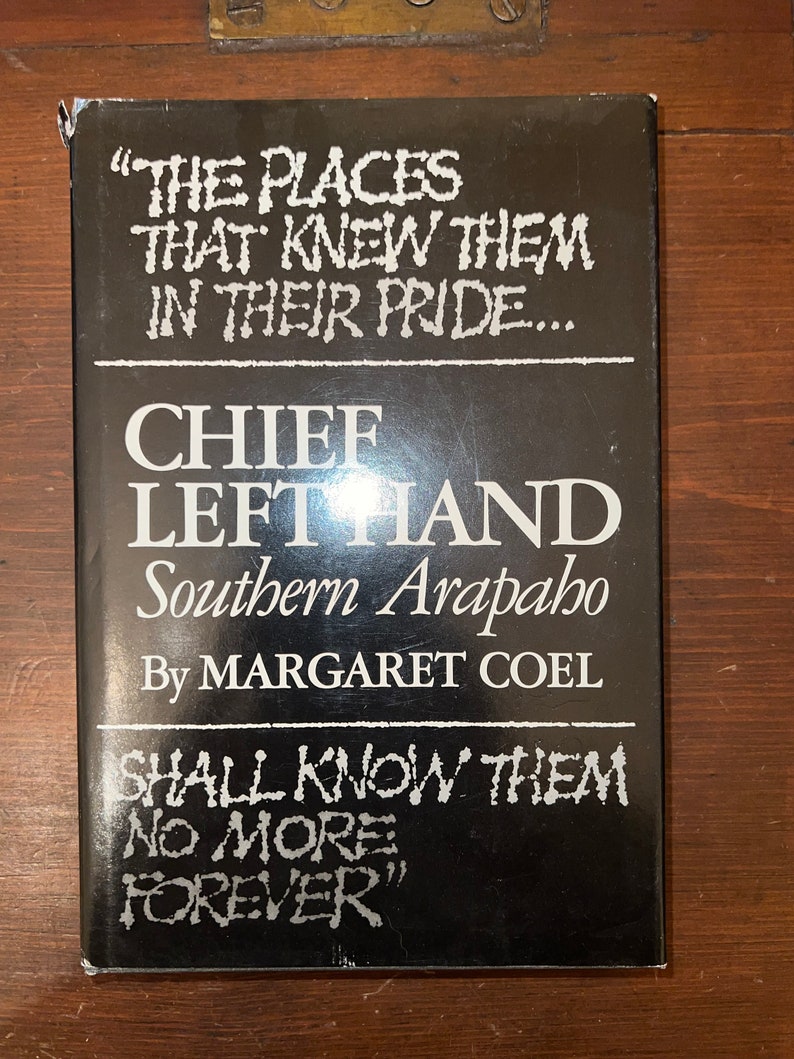 “THE PLACES
THAT KNEW THEM
IN THEIR PRIDE...
CHIEF
LEFT HAND
Southern Arapaho
By MARGARET COEL
SHALL KNOW THEM
NO MORE
FOREVER”